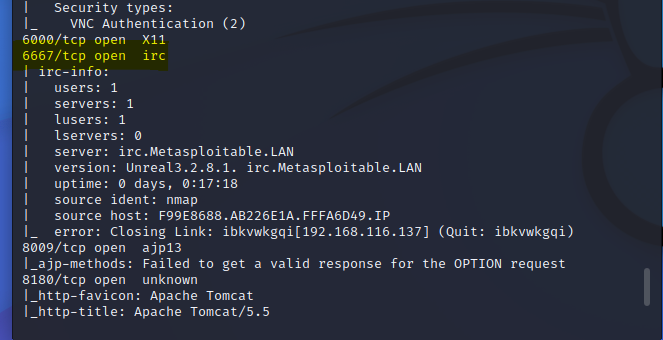 |   Security types:
|_    VNC Authentication (2)
6000/tcp open  X11
6667/tcp open  irc
| irc-info:
|   users: 1
|   servers: 1
|   lusers: 1
|   lservers: 0
|   server: irc.Metasploitable.LAN
|   version: Unreal3.2.8.1. irc.Metasploitable.LAN
|   uptime: 0 days, 0:17:18
|   source ident: nmap
|   source host: F99E8688.AB226E1A.FFFA6D49.IP
|_  error: Closing Link: ibkvwkgqi[192.168.116.137] (Quit: ibkvwkgqi)
8009/tcp open  ajp13
|_ajp-methods: Failed to get a valid response for the OPTION request
8180/tcp open  unknown
|_http-favicon: Apache Tomcat
|_http-title: Apache Tomcat/5.5